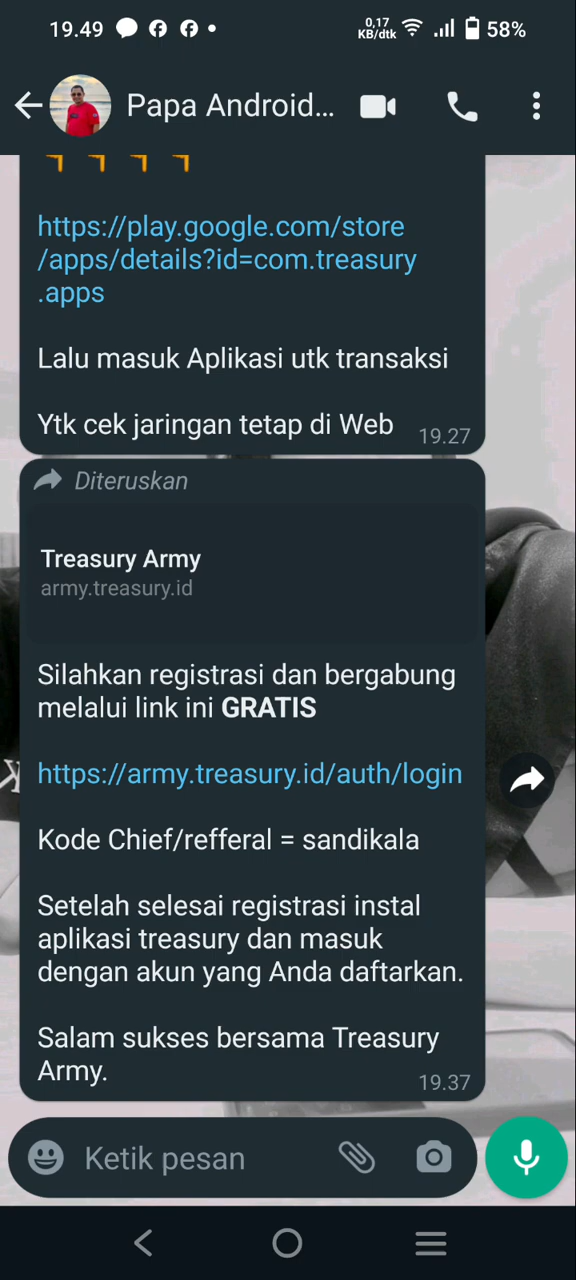 19.49
0,17
KB/dtk
58%
Papa Android...
https://play.google.com/store
/apps/details?id=com.treasury
.apps
Lalu masuk Aplikasi utk transaksi
Ytk cek jaringan tetap di Web
19.27
Diteruskan
Treasury Army
army.treasury.id
Silahkan registrasi dan bergabung
melalui link ini GRATIS
https://army.treasury.id/auth/login
Kode Chief/refferal = sandikala
Setelah selesai registrasi instal
aplikasi treasury dan masuk
dengan akun yang Anda daftarkan.
Salam sukses bersama Treasury
Army.
19.37
Ketik pesan